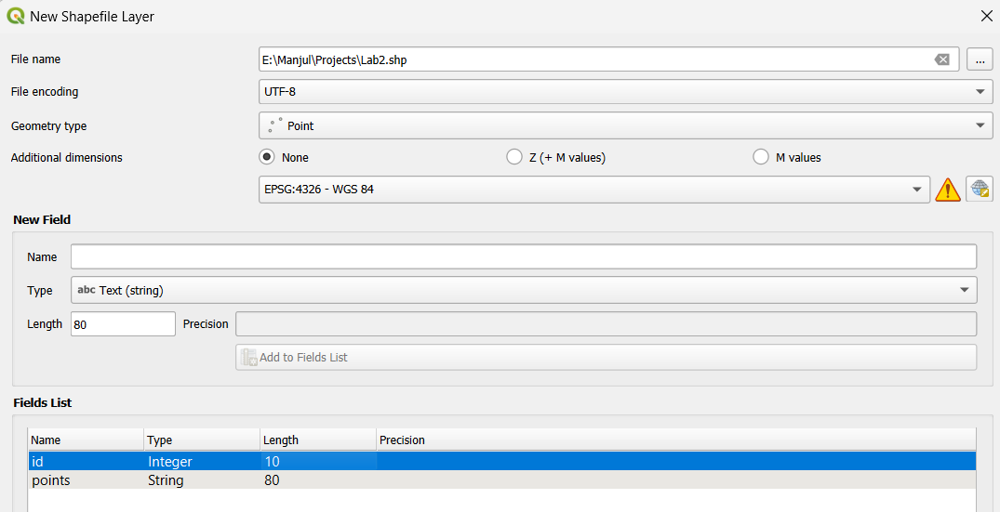 New Shapefile Layer
File name E:\Manjul\Projects\Lab2.shp ...
File encoding UTF-8
Geometry type Point
Additional dimensions None Z (+ M values) M values
EPSG:4326 - WGS 84
New Field
Name
Type abc Text (string)
Length 80 Precision
Add to Fields List
Fields List
Name Type Length Precision
id Integer 10
points String 80